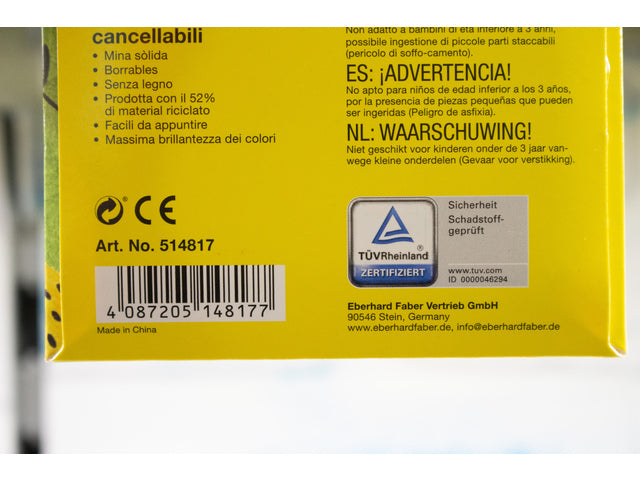 cancellabili
• Mina sòlida
• Borrables
• Senza legno
• Prodotta con il 52%
di material riciclato
• Facili da appuntire
• Massima brillantezza dei colori
Non adatto a bambini di età inferiore a 3 anni,
possibile ingestione di piccole parti staccabili
(pericolo di soffo-camento).
ES: ¡ADVERTENCIA!
No apto para niños de edad inferior a los 3 años,
por la presencia de piezas pequeñas que pueden
ser ingeridas (Peligro de asfixia).
NL: WAARSCHUWING!
Niet geschikt voor kinderen onder de 3 jaar van-
wege kleine onderdelen (Gevaar voor verstikking).
CE
Art. No. 514817
4 087205 148177
Made in China
TÜVRheinland
ZERTIFIZIERT
Sicherheit
Schadstoff-
geprüft
www.tuv.com
ID 0000046294
Eberhard Faber Vertrieb GmbH
90546 Stein, Germany
www.eberhardfaber.de, info@eberhardfaber.de